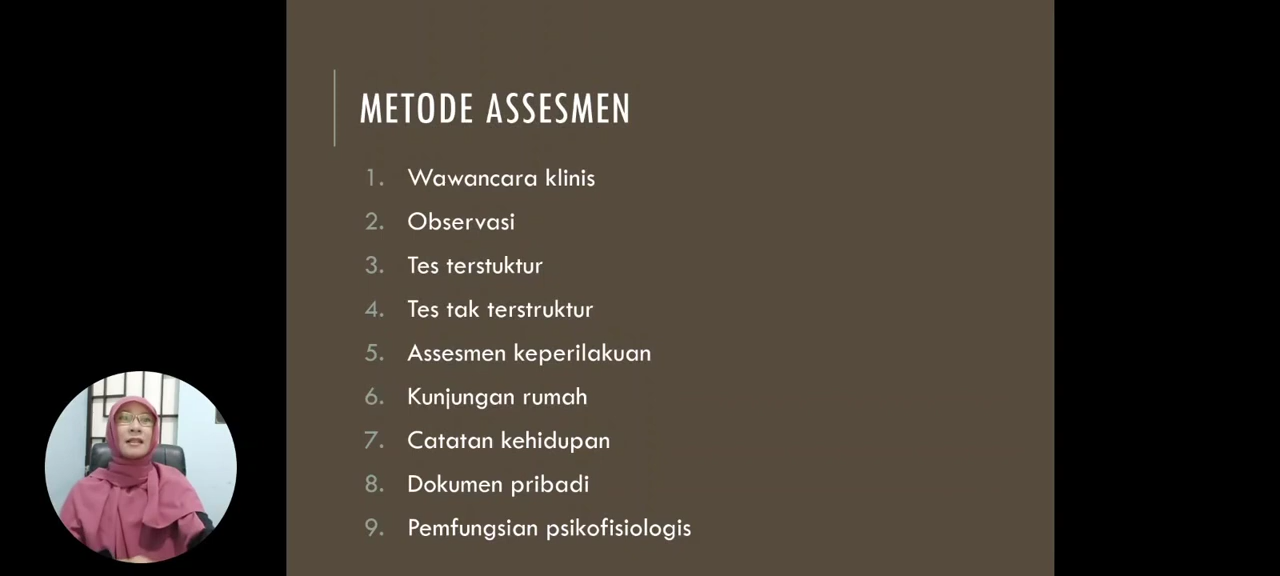 METODE ASSESMEN
1. Wawancara klinis
2. Observasi
3. Tes terstuktur
4. Tes tak terstruktur
5. Assesmen keperilakuan
6. Kunjungan rumah
7. Catatan kehidupan
8. Dokumen pribadi
9. Pemfungsian psikofisiologis